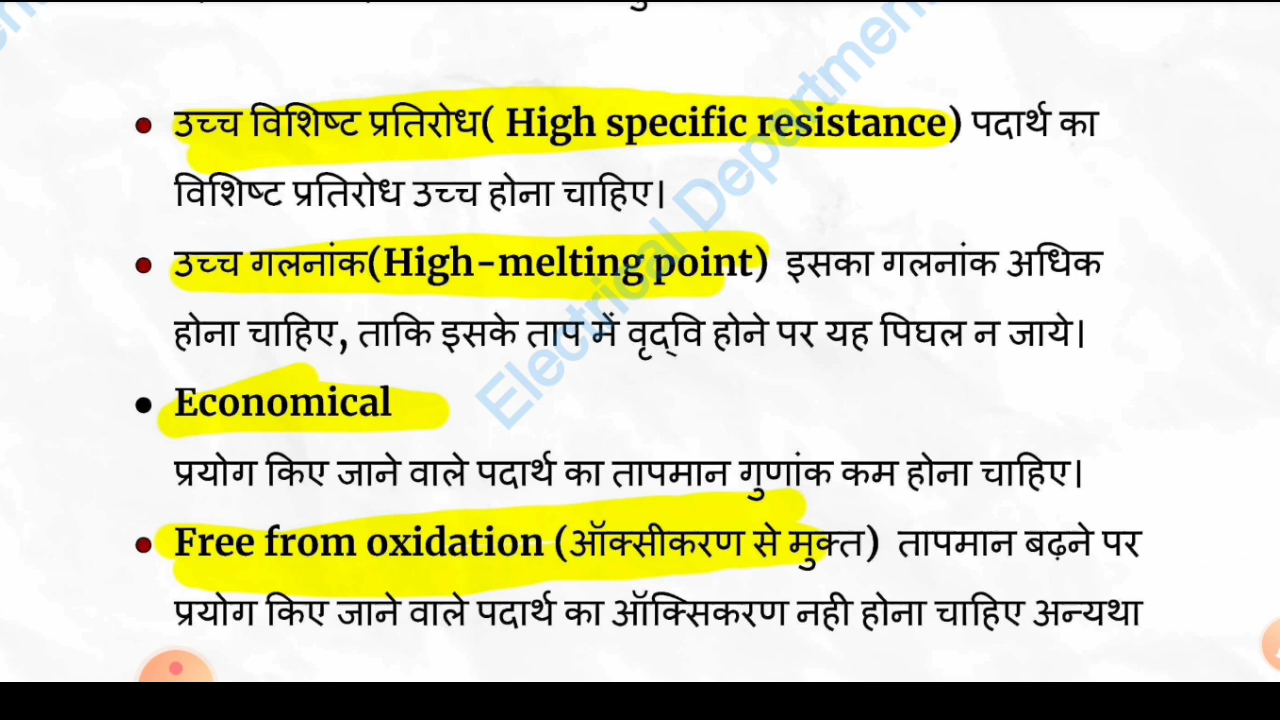 उच्च विशिष्ट प्रतिरोध( High specific resistance) पदार्थ का
विशिष्ट प्रतिरोध उच्च होना चाहिए।
उच्च गलनांक(High-melting point) इसका गलनांक अधिक
होना चाहिए, ताकि इसके ताप में वृद्वि होने पर यह पिघल न जाये।
Economical
प्रयोग किए जाने वाले पदार्थ का तापमान गुणांक कम होना चाहिए।
Free from oxidation (ऑक्सीकरण से मुक्त) तापमान बढ़ने पर
प्रयोग किए जाने वाले पदार्थ का ऑक्सिकरण नही होना चाहिए अन्यथा
Electrical Department